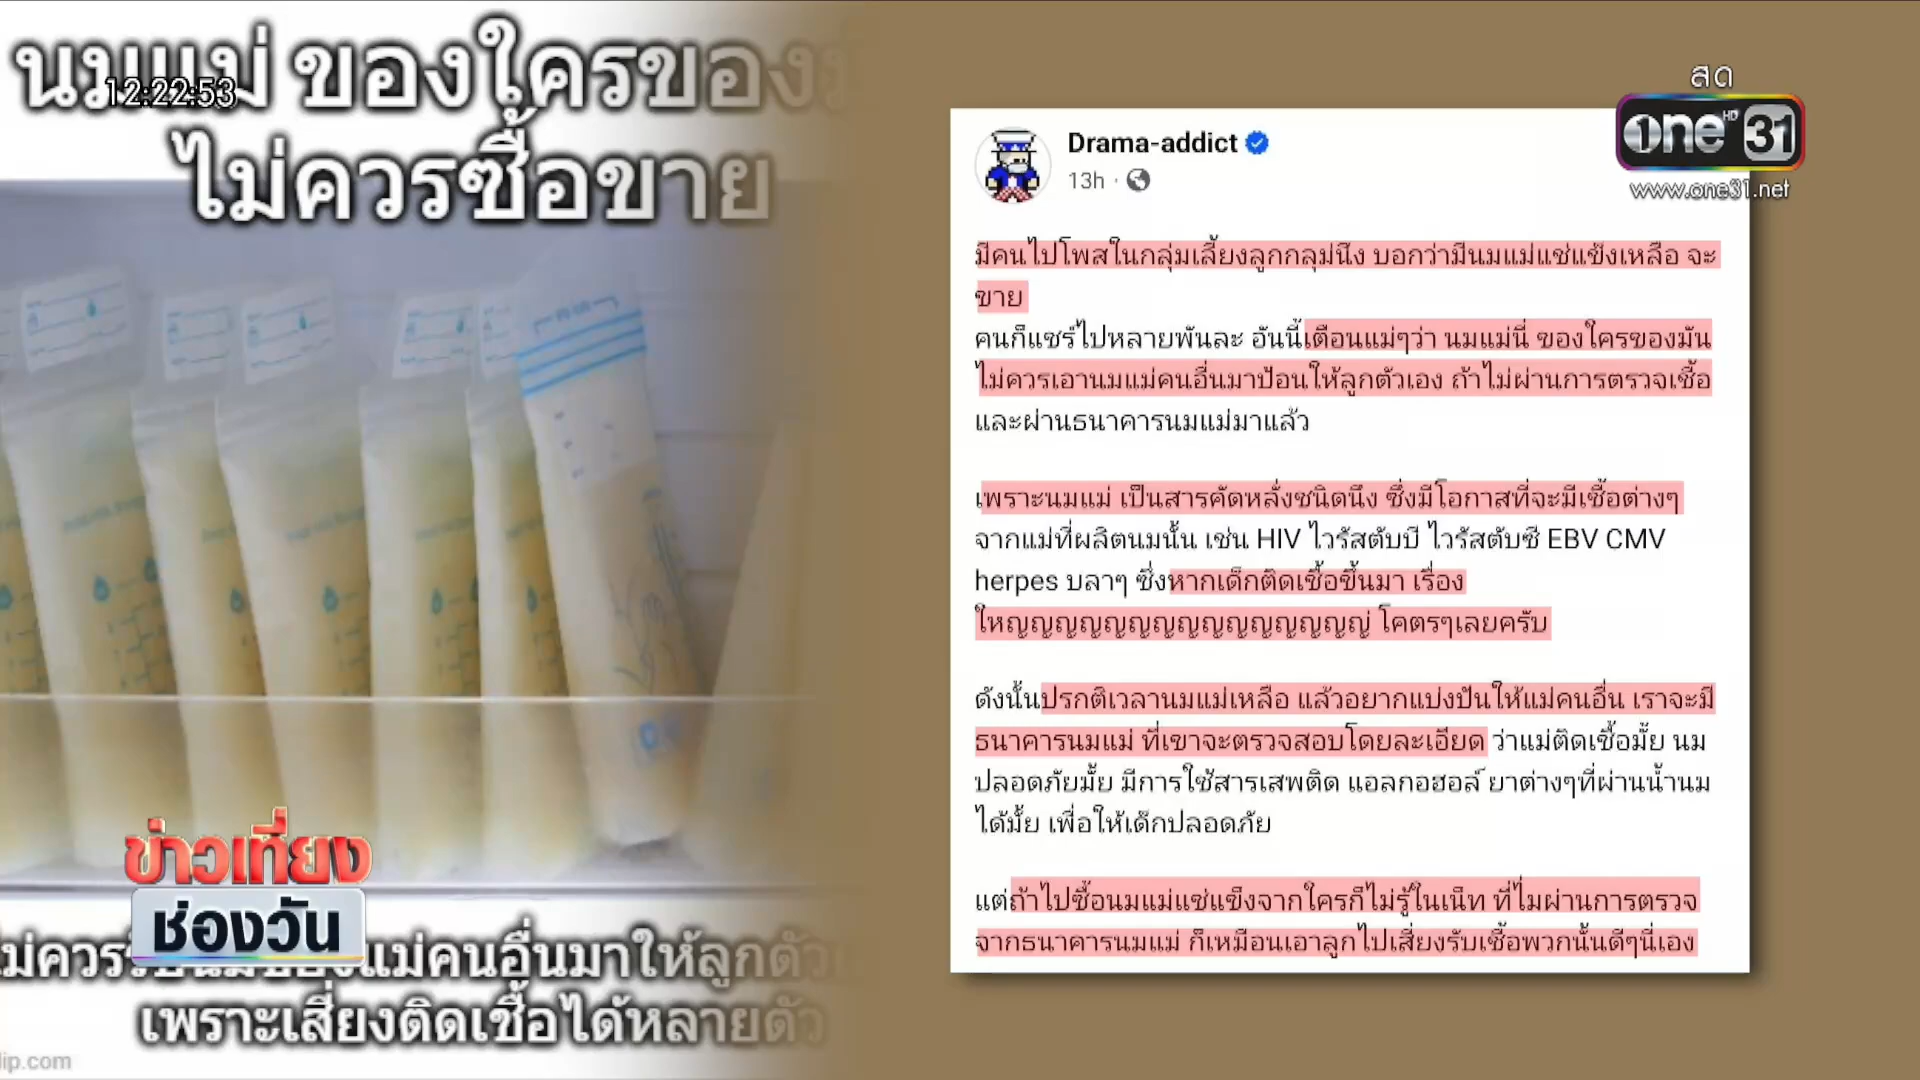 นมแม่ ของใครของ
12:22:53
ไม่ควรซื้อขาย
สด
one HD 31
www.one31.net
Drama-addict
13h ·
มีคนไปโพสในกลุ่มเลี้ยงลูกกลุม่นึง บอกว่ามีนมแม่แช่แข็งเหลือ จะ
ขาย
คนก็แชร์ไปหลายพันละ อันนี้เตือนแม่ๆว่า นมแม่นี่ ของใครของมัน
ไม่ควรเอานมแม่คนอื่นมาป้อนให้ลูกตัวเอง ถ้าไม่ผ่านการตรวจเชื้อ
และผ่านธนาคารนมแม่มาแล้ว
เพราะนมแม่ เป็นสารคัดหลั่งชนิดนึง ซึ่งมีโอกาสที่จะมีเชื้อต่างๆ
จากแม่ที่ผลิตนมนั้น เช่น HIV ไวรัสตับบี ไวรัสตับซี EBV CMV
herpes บลาๆ ซึ่งหากเด็กติดเชื้อขึ้นมา เรื่อง
ใหญญญญญญญญญญญญญญญ่ โคตรๆเลยครับ
ดังนั้นปรกติเวลานมแม่เหลือ แล้วอยากแบ่งปันให้แม่คนอื่น เราจะมี
ธนาคารนมแม่ ที่เขาจะตรวจสอบโดยละเอียด ว่าแม่ติดเชื้อมั้ย นม
ปลอดภัยมั้ย มีการใช้สารเสพติด แอลกอฮอล์ ยาต่างๆที่ผ่านน้ำนม
ได้มั้ย เพื่อให้เด็กปลอดภัย
แต่ถ้าไปซื้อนมแม่แช่แข็งจากใครก็ไม่รู้ในเน็ท ที่ไม่ผ่านการตรวจ
จากธนาคารนมแม่ ก็เหมือนเอาลูกไปเสี่ยงรับเชื้อพวกนั้นดีๆนี่เอง
ข่าวเที่ยง
ช่องวัน
แม่คนอื่นมาให้ลูกตัว
เพราะเสี่ยงติดเชื้อได้หลายตัว
lip.com